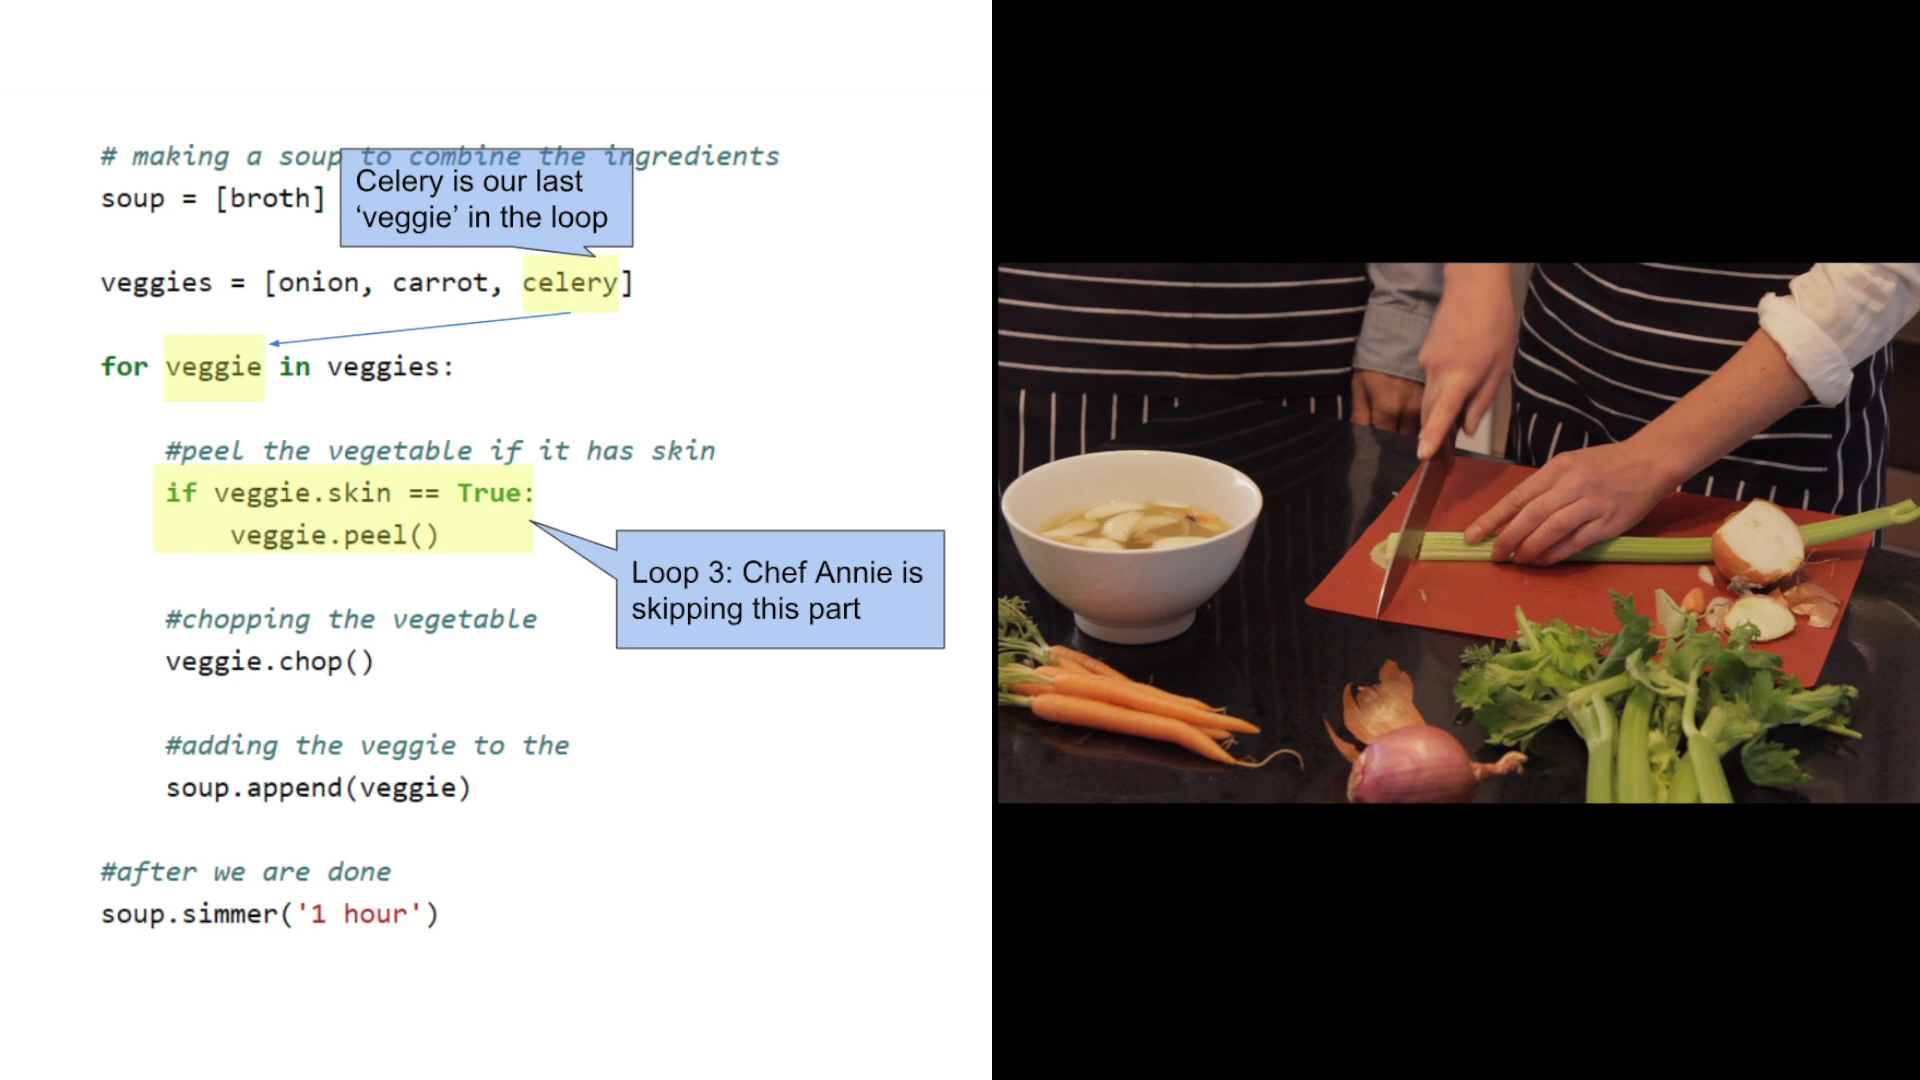 # making a soup to combine the ingredients
soup = [broth]
Celery is our last
‘veggie’ in the loop
veggies = [onion, carrot, celery]
for veggie in veggies:
#peel the vegetable if it has skin
if veggie.skin == True:
veggie.peel()
Loop 3: Chef Annie is
skipping this part
#chopping the vegetable
veggie.chop()
#adding the veggie to the
soup.append(veggie)
#after we are done
soup.simmer('1 hour')